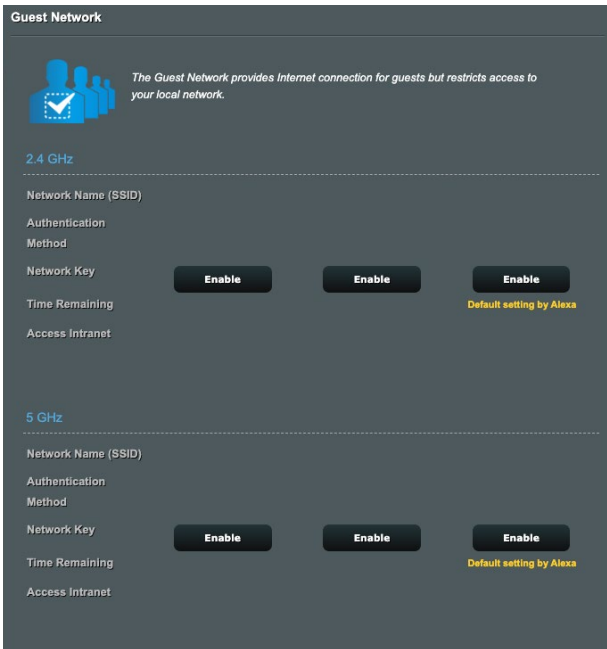 Guest Network
The Guest Network provides Internet connection for guests but restricts access to
your local network.
2.4 GHz
Network Name (SSID)
Authentication
Method
Network Key
Enable Enable Enable
Time Remaining
Default setting by Alexa
Access Intranet
5 GHz
Network Name (SSID)
Authentication
Method
Network Key
Enable Enable Enable
Time Remaining
Default setting by Alexa
Access Intranet